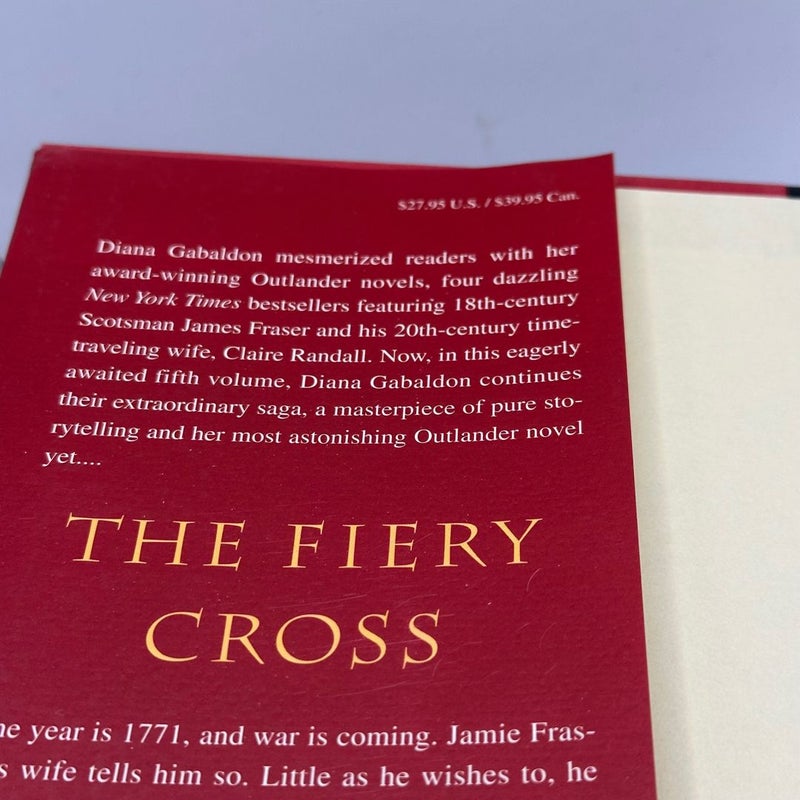 $27.95 U.S. / $39.95 Can.
Diana Gabaldon mesmerized readers with her
award-winning Outlander novels, four dazzling
New York Times bestsellers featuring 18th-century
Scotsman James Fraser and his 20th-century time-
traveling wife, Claire Randall. Now, in this eagerly
awaited fifth volume, Diana Gabaldon continues
their extraordinary saga, a masterpiece of pure sto-
rytelling and her most astonishing Outlander novel
yet....
THE FIERY
CROSS
year is 1771, and war is coming. Jamie Fras-
wife tells him so. Little as he wishes to, he